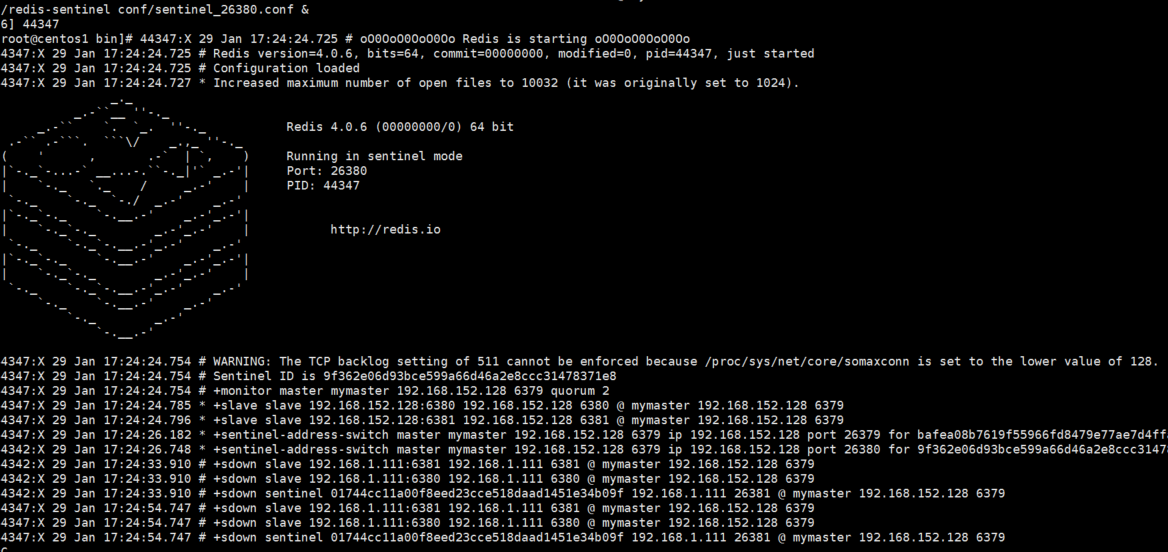 /redis-sentinel conf/sentinel_26380.conf &
6] 44347
root@centos1 bin]# 44347:X 29 Jan 17:24:24.725 # oO0OoO0OoO0Oo Redis is starting oO0OoO0OoO0Oo
4347:X 29 Jan 17:24:24.725 # Redis version=4.0.6, bits=64, commit=00000000, modified=0, pid=44347, just started
4347:X 29 Jan 17:24:24.725 # Configuration loaded
4347:X 29 Jan 17:24:24.727 * Increased maximum number of open files to 10032 (it was originally set to 1024).
Redis 4.0.6 (00000000/0) 64 bit
Running in sentinel mode
Port: 26380
PID: 44347
http://redis.io
4347:X 29 Jan 17:24:24.754 # WARNING: The TCP backlog setting of 511 cannot be enforced because /proc/sys/net/core/somaxconn is set to the lower value of 128.
4347:X 29 Jan 17:24:24.754 # Sentinel ID is 9f362e06d93bce599a66d46a2e8ccc31478371e8
4347:X 29 Jan 17:24:24.754 # +monitor master mymaster 192.168.152.128 6379 quorum 2
4347:X 29 Jan 17:24:24.785 * +slave slave 192.168.152.128:6380 192.168.152.128 6380 @ mymaster 192.168.152.128 6379
4347:X 29 Jan 17:24:24.796 * +slave slave 192.168.152.128:6381 192.168.152.128 6381 @ mymaster 192.168.152.128 6379
4347:X 29 Jan 17:24:26.182 * +sentinel-address-switch master mymaster 192.168.152.128 6379 ip 192.168.152.128 port 26379 for bafea08b7619f55966fd8479e77ae7d4ff
4342:X 29 Jan 17:24:26.748 * +sentinel-address-switch master mymaster 192.168.152.128 6379 ip 192.168.152.128 port 26380 for 9f362e06d93bce599a66d46a2e8ccc3147
4342:X 29 Jan 17:24:33.910 # +sdown slave 192.168.1.111:6381 192.168.1.111 6381 @ mymaster 192.168.152.128 6379
4342:X 29 Jan 17:24:33.910 # +sdown slave 192.168.1.111:6380 192.168.1.111 6380 @ mymaster 192.168.152.128 6379
4342:X 29 Jan 17:24:33.910 # +sdown sentinel 01744cc11a00f8eed23cce518daad1451e34b09f 192.168.1.111 26381 @ mymaster 192.168.152.128 6379
4347:X 29 Jan 17:24:54.747 # +sdown slave 192.168.1.111:6381 192.168.1.111 6381 @ mymaster 192.168.152.128 6379
4347:X 29 Jan 17:24:54.747 # +sdown slave 192.168.1.111:6380 192.168.1.111 6380 @ mymaster 192.168.152.128 6379
4347:X 29 Jan 17:24:54.747 # +sdown sentinel 01744cc11a00f8eed23cce518daad1451e34b09f 192.168.1.111 26381 @ mymaster 192.168.152.128 6379